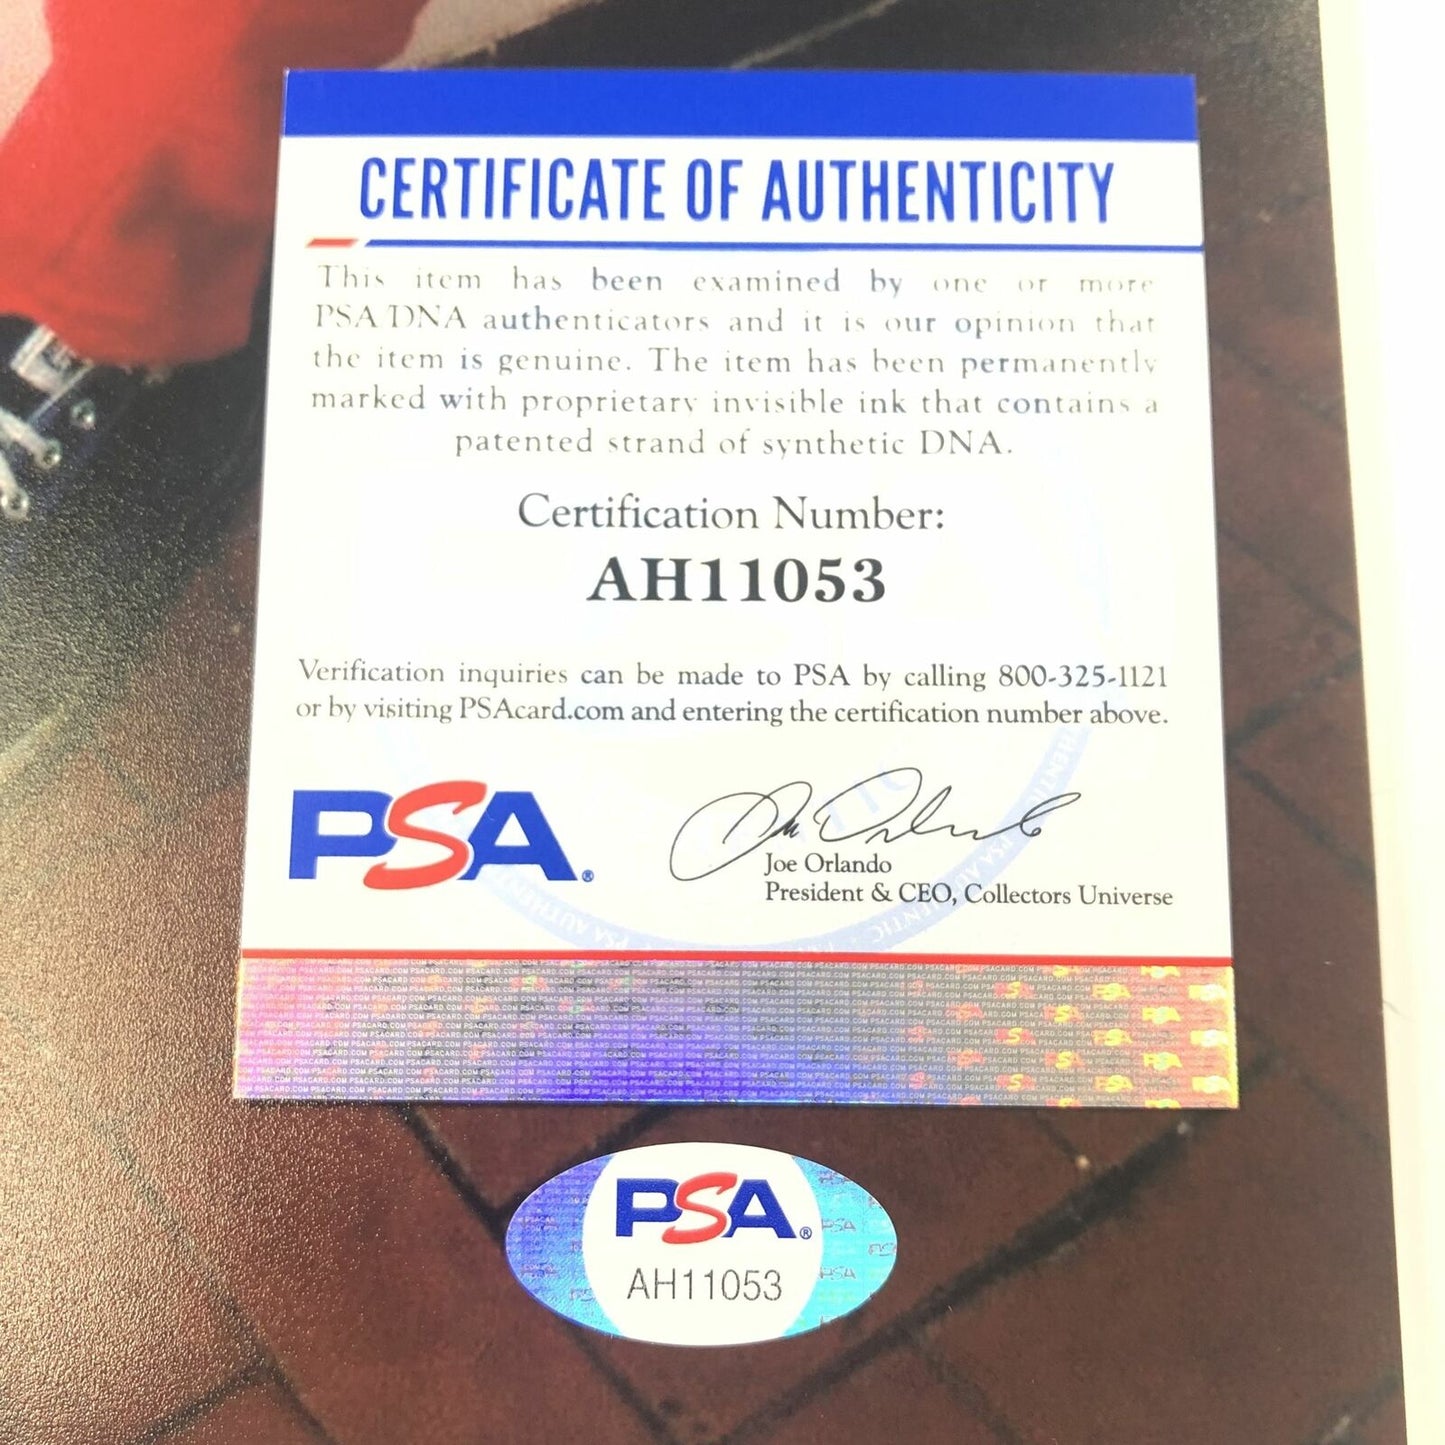 CERTIFICATE OF AUTHENTICITY
This item has been examined by one or more
PSA/DNA authenticators and it is our opinion that
the item is genuine. The item has been permanently
marked with proprietary invisible ink that contains a
patented strand of synthetic DNA.
Certification Number:
AH11053
Verification inquiries can be made to PSA by calling 800-325-1121
or by visiting PSAcard.com and entering the certification number above.
PSA®
Joe Orlando
President & CEO, Collectors Universe
PSA®
AH11053